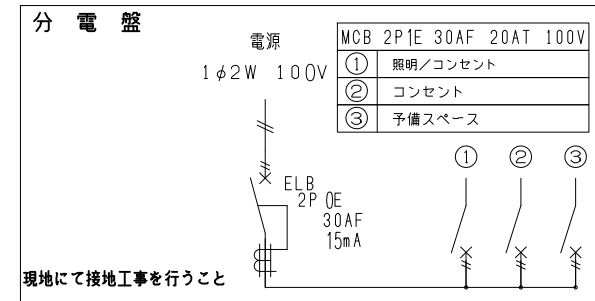 分電盤
電源
1φ2W 100V
MCB 2P1E 30AF 20AT 100V
① 照明/コンセント
② コンセント
③ 予備スペース
① ② ③
ELB
2P 0E
30AF
15mA
現地にて接地工事を行うこと